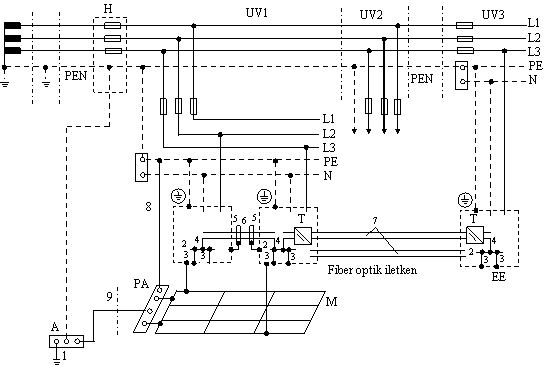 H UV1 UV2 UV3
L1
L2
L3
PEN PEN PE
N
L1
L2
L3
PE
N
8
T T
5 6 5 7
4 4 4
2 3 3 2 3 3 2 3 3
Fiber optik iletken EE
PA M
9
A
1